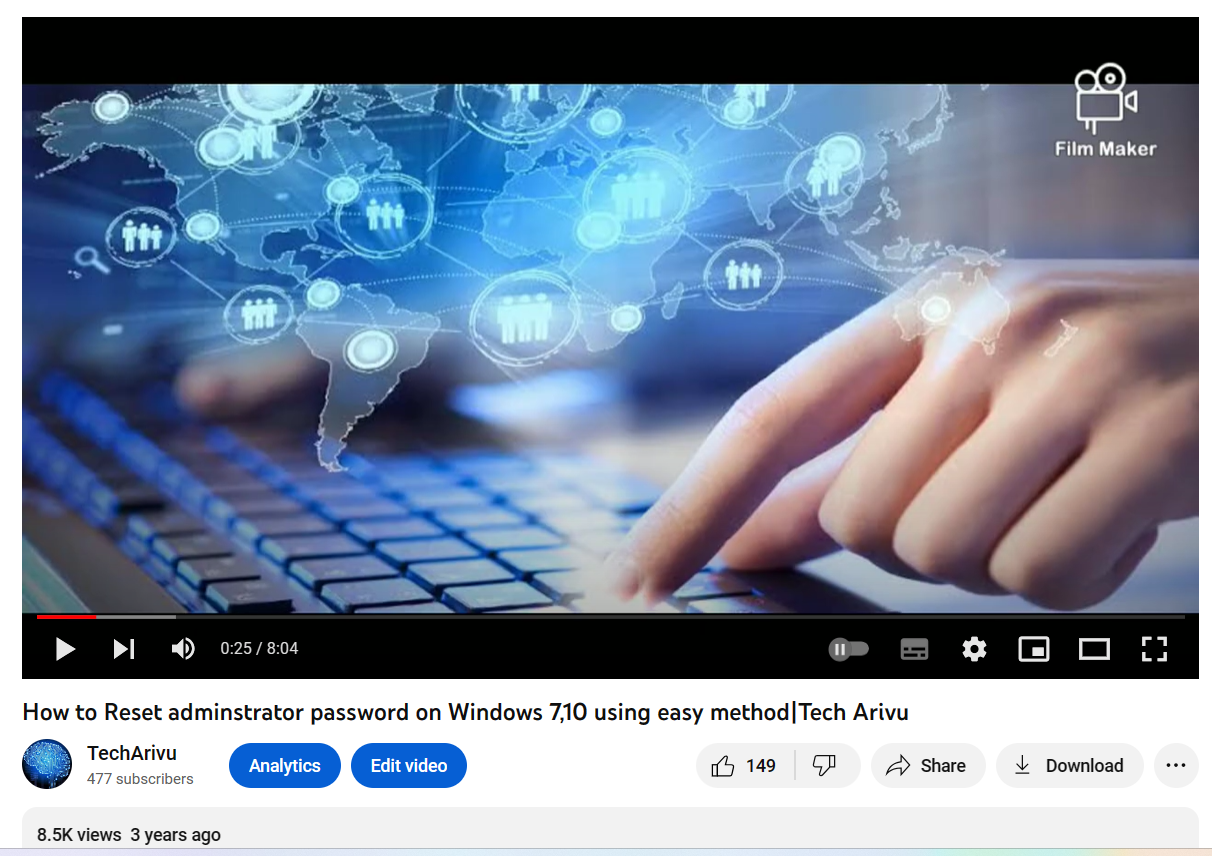 Film Maker
0:25 / 8:04
How to Reset adminstrator password on Windows 7,10 using easy method|Tech Arivu
TechArivu
477 subscribers
Analytics
Edit video
149
Share
Download
8.5K views 3 years ago